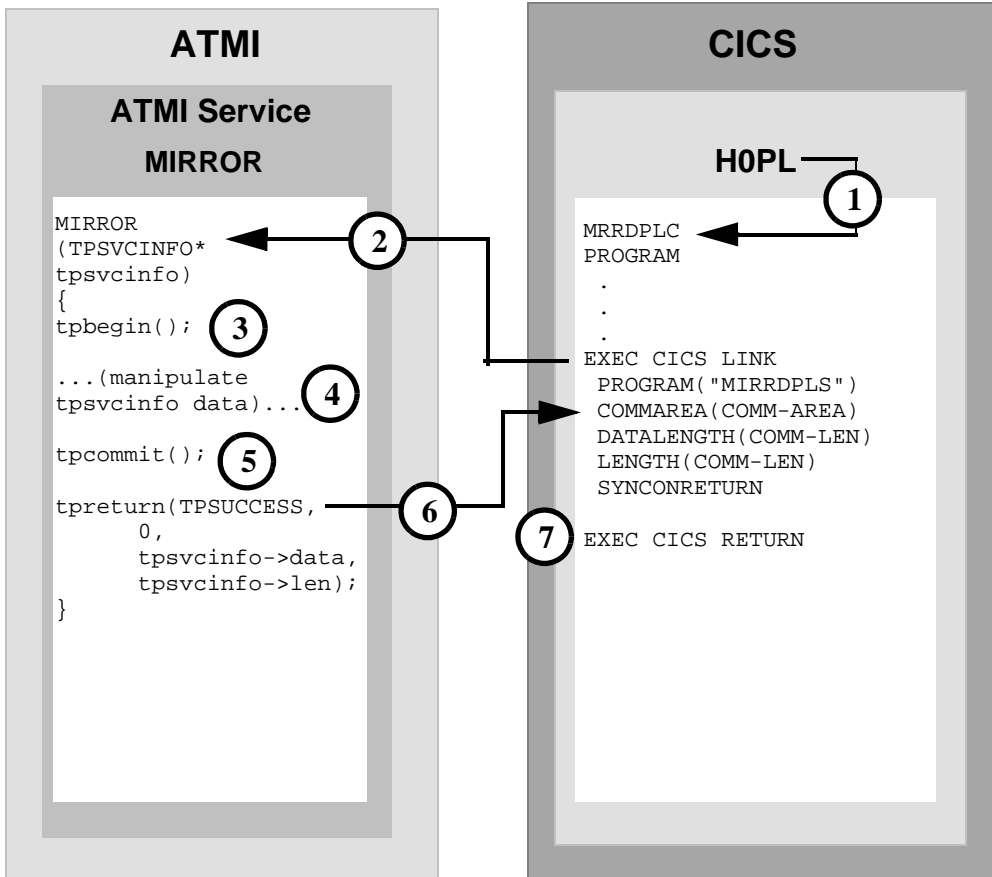 ATMI
ATMI Service
MIRROR
MIRROR
(TPSVCINFO*
tpsvcinfo)
{
tpbegin();
3
...(manipulate
tpsvcinfo data)...
4
tpcommit();
5
tpreturn(TPSUCCESS,
0,
tpsvcinfo->data,
tpsvcinfo->len);
}
2
6
CICS
H0PL
1
MRRDPLC
PROGRAM
.
.
.
EXEC CICS LINK
PROGRAM("MIRRDPLS")
COMMAREA(COMM-AREA)
DATALENGTH(COMM-LEN)
LENGTH(COMM-LEN)
SYNCONRETURN
7
EXEC CICS RETURN